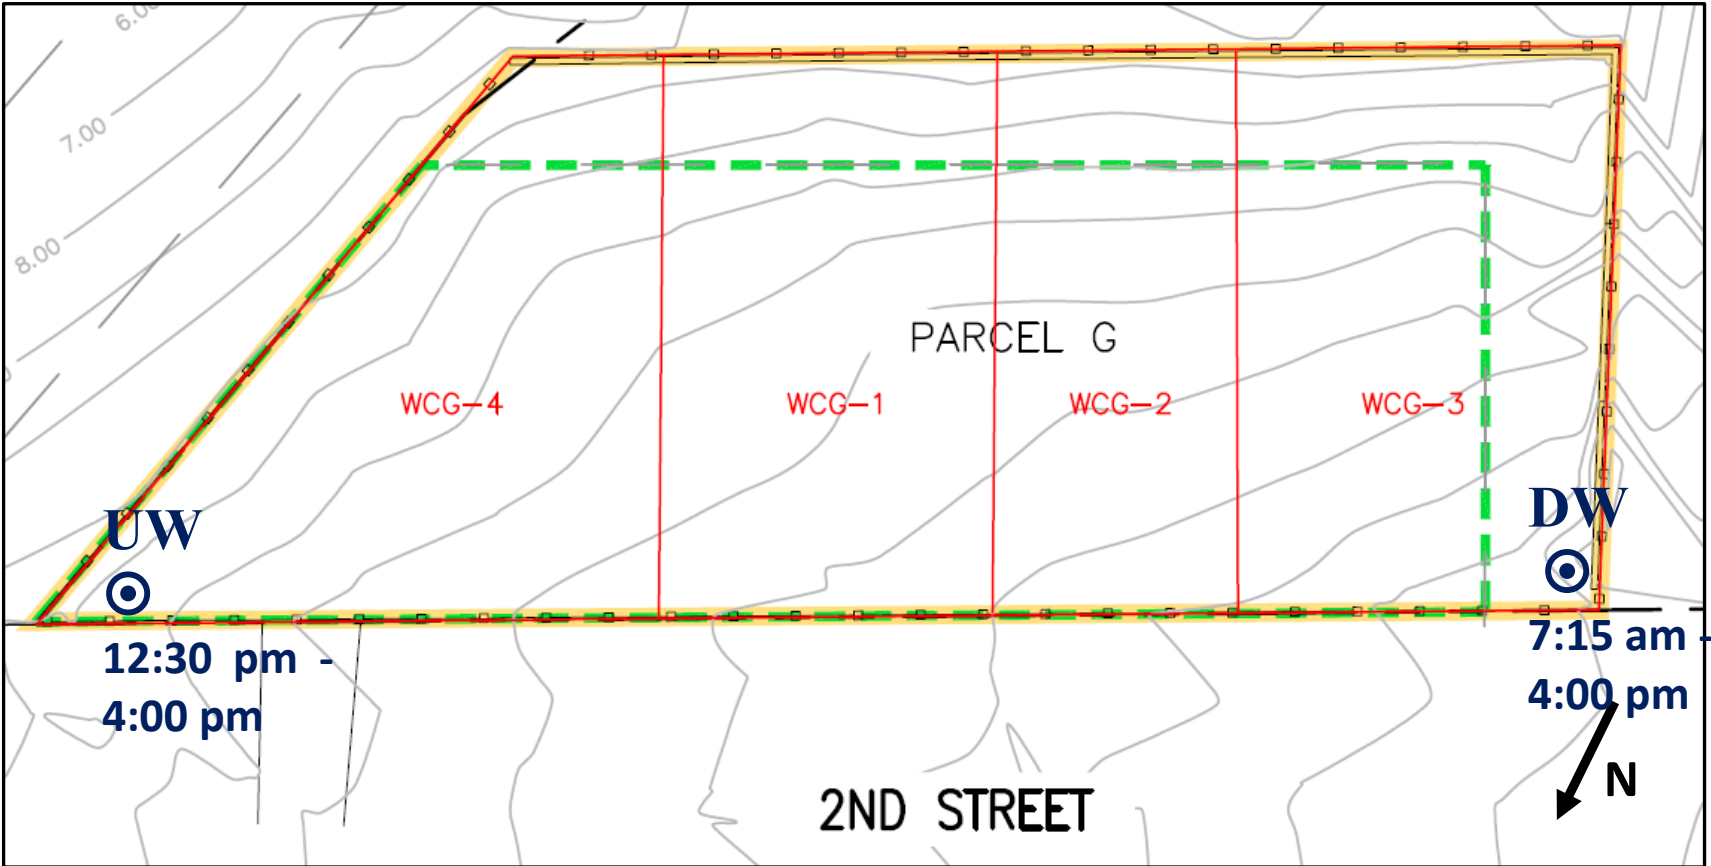 6.00
7.00
8.00
PARCEL G
WCG-4
WCG-1
WCG-2
WCG-3
UW
DW
12:30 pm -
4:00 pm
7:15 am -
4:00 pm
N
2ND STREET